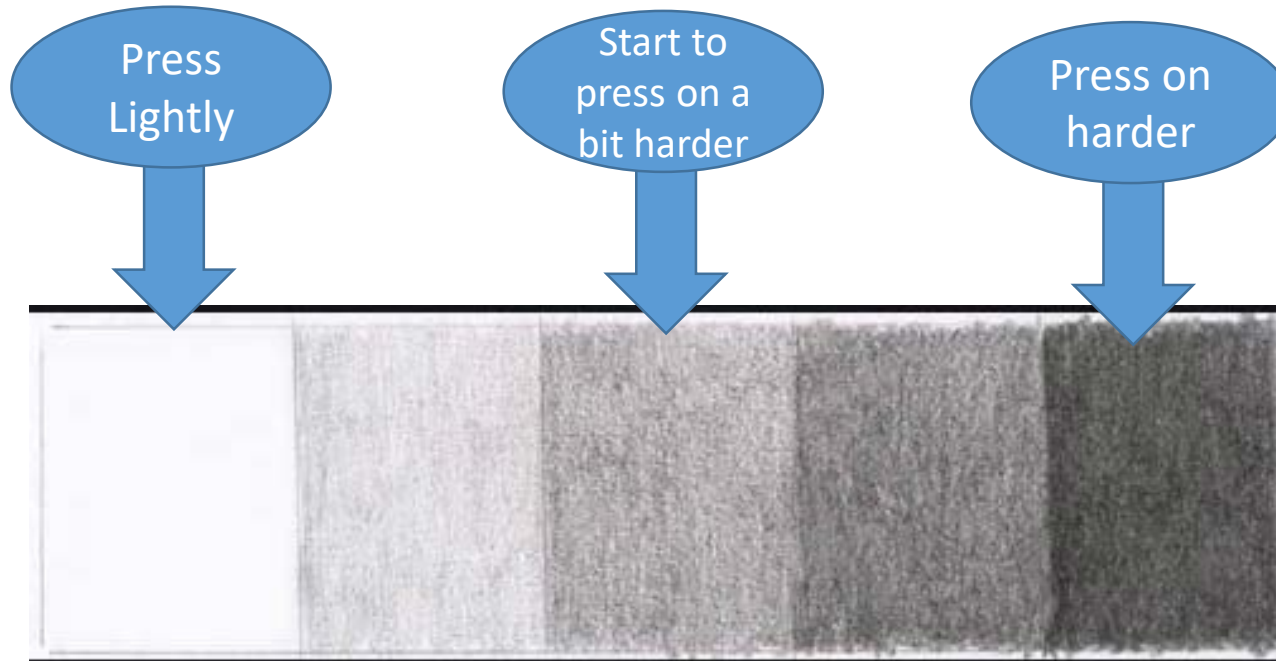 Press
Lightly
Start to
press on a
bit harder
Press on
harder